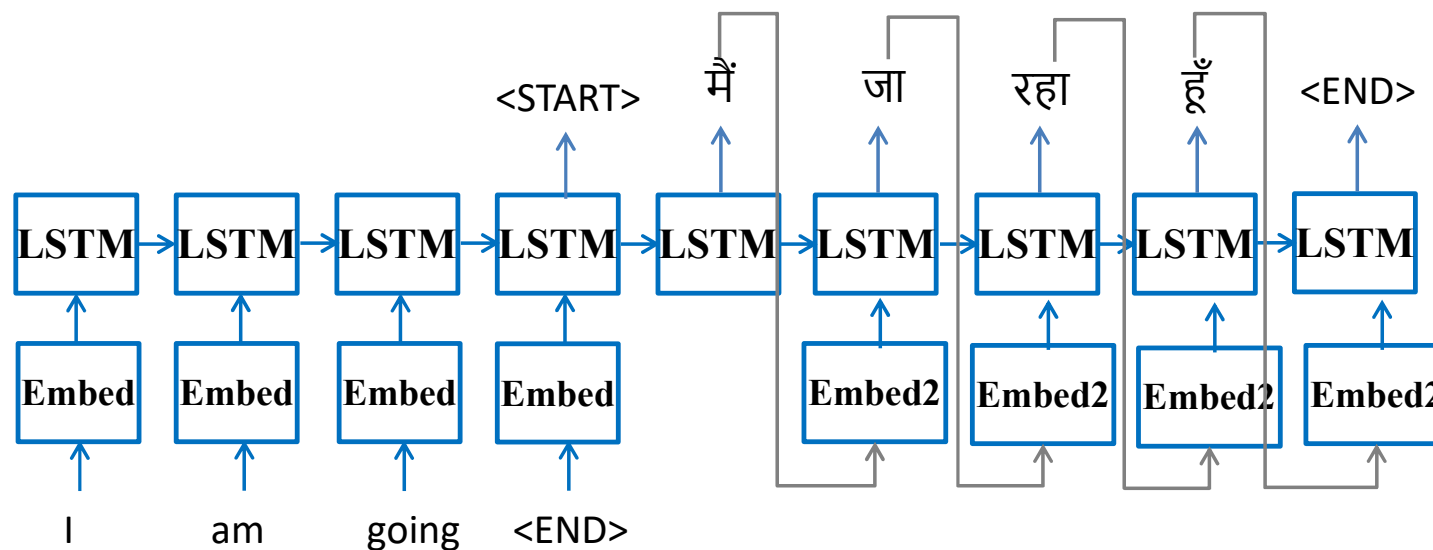 <START> मैं जा रहा हूँ <END>
LSTM LSTM LSTM LSTM LSTM LSTM LSTM LSTM LSTM
Embed Embed Embed Embed Embed2 Embed2 Embed2 Embed2
I am going <END>